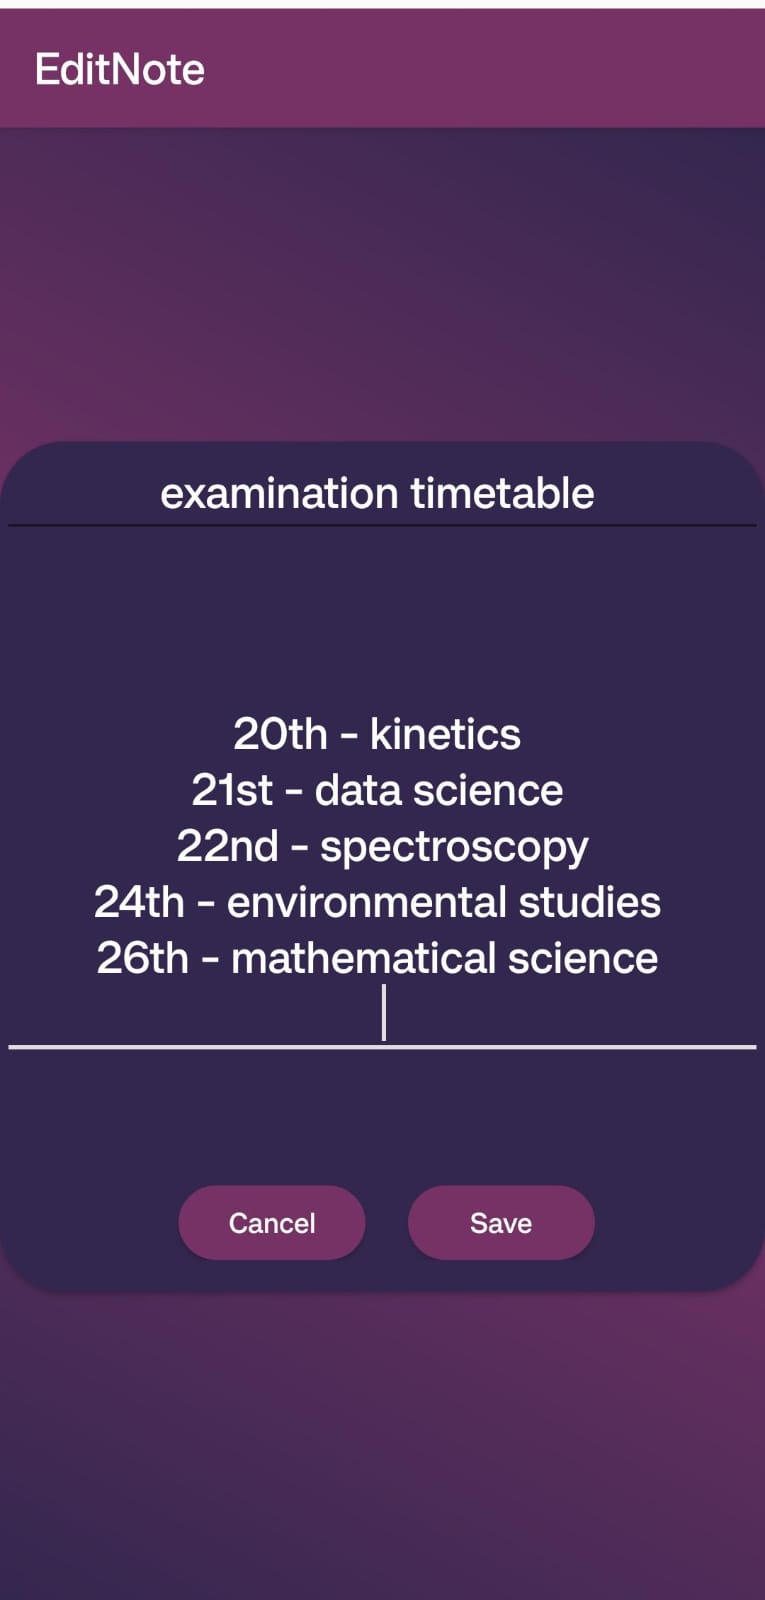 EditNote
examination timetable
20th - kinetics
21st - data science
22nd - spectroscopy
24th - environmental studies
26th - mathematical science
Cancel
Save